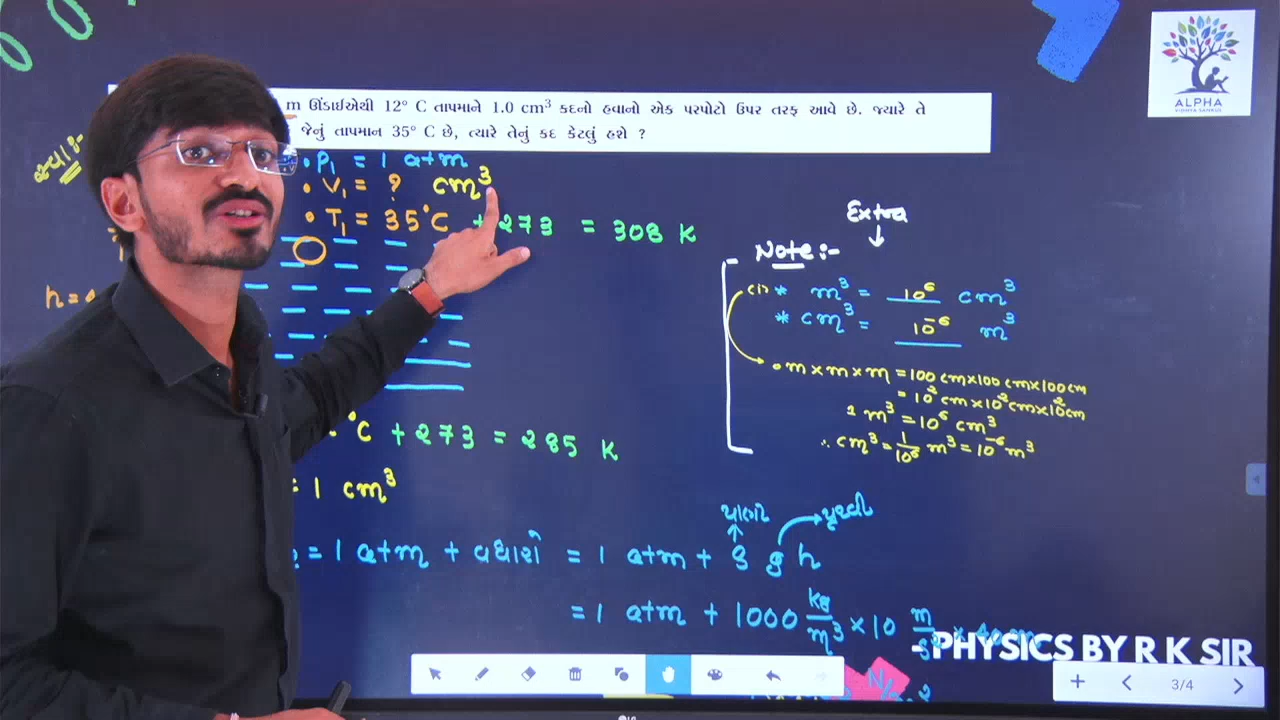 m ઊંડાઈએથી 12° C તાપમાને 1.0 cm³ કદનો હવાનો એક પરપોટો ઉપર તરફ આવે છે. જ્યારે તે
જેનું તાપમાન 35° C છે, ત્યારે તેનું કદ કેટલું હશે ?
ALPHA
VIDHYA SANKUL
• P₁ = 1 atm
• V₁ = ? cm³
• T₁ = 35°C + 273 = 308 K
Extra
Note :-
(1) * m³ = 10⁶ cm³
* cm³ = 10⁻⁶ m³
• m × m × m = 100 cm × 100 cm × 100 cm
= 10² cm × 10² cm × 10² cm
m³ = 10⁶ cm³
∴ cm³ = 1/10⁶ m³ = 10⁻⁶ m³
°C + 273 = 285 K
= 1 cm³
પાણી
પૃથ્વી
= 1 atm + વધારો = 1 atm + ρ g h
= 1 atm + 1000 kg/m³ × 10 m/s² × 40 m
- PHYSICS BY R K SIR
3/4